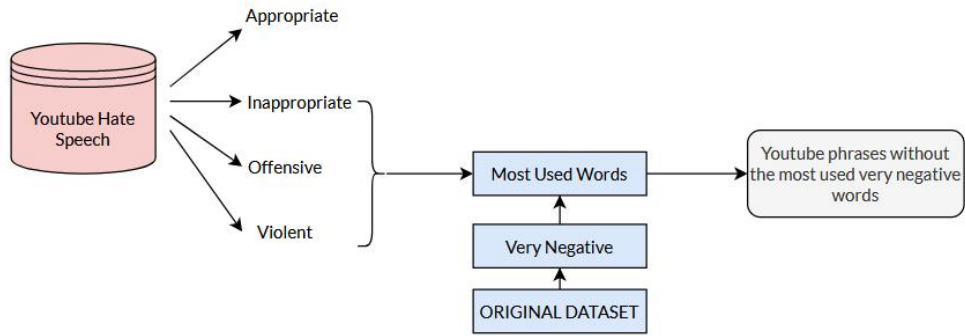 Appropriate
Youtube Hate
Speech
Inappropriate
Offensive
Violent
Most Used Words
Very Negative
ORIGINAL DATASET
Youtube phrases without
the most used very negative
words